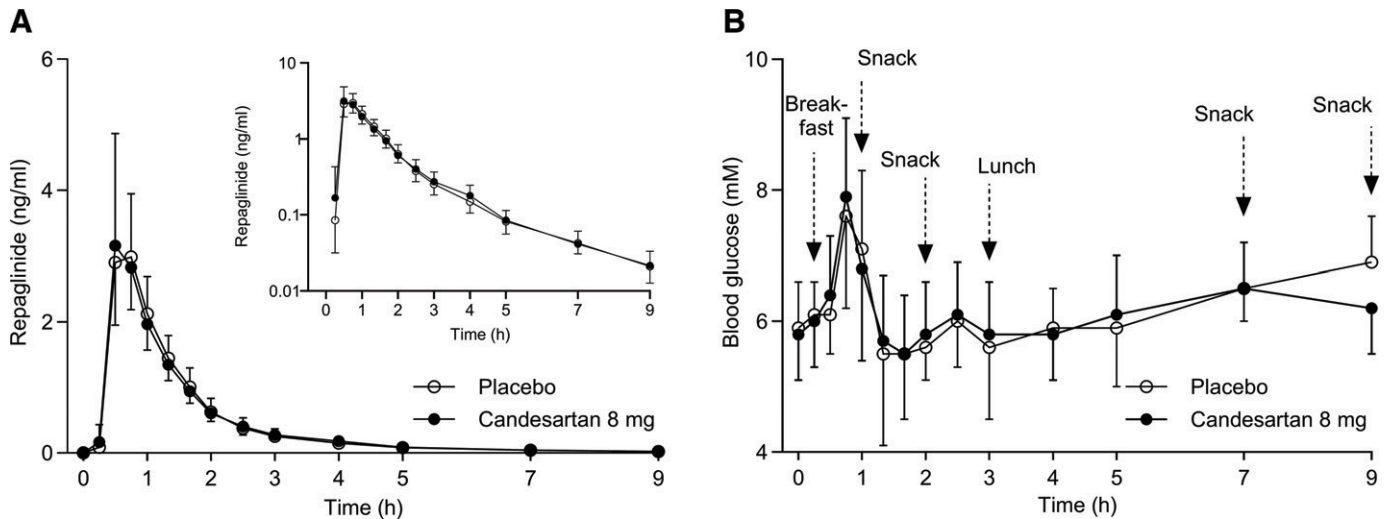 A
Repaglinide (ng/ml)
6
4
2
0
0 1 2 3 4 5 7 9
Time (h)
Repaglinide (ng/ml)
10
1
0.1
0.01
0 1 2 3 4 5 7 9
Time (h)
Placebo
Candesartan 8 mg
B
Blood glucose (mM)
10
8
6
4
Break-
fast
Snack
Snack
Lunch
Snack
Snack
Placebo
Candesartan 8 mg
0 1 2 3 4 5 7 9
Time (h)